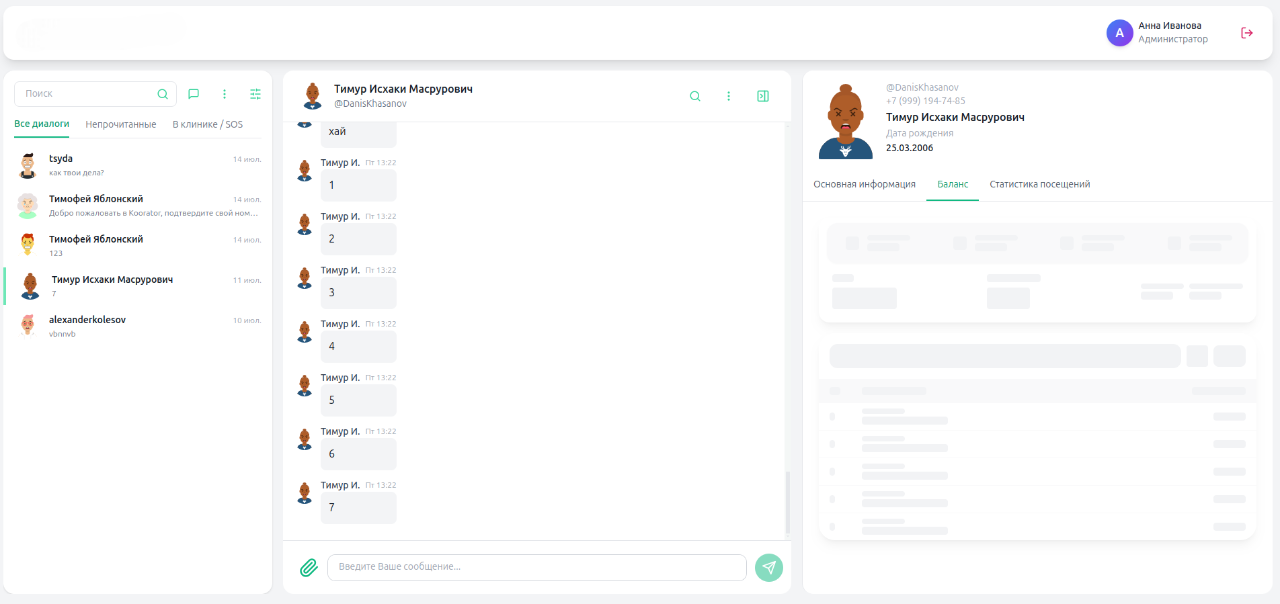 Анна Иванова
A
Администратор
Поиск
Все диалоги
Непрочитанные
В клинике / SOS
tsyda
14 июл.
как твои дела?
Тимофей Яблонский
14 июл.
Добро пожаловать в Koorator, подтвердите свой ном...
Тимофей Яблонский
14 июл.
123
Тимур Исхаки Масрурович
11 июл.
7
alexanderkolesov
10 июл.
vbnnvb
Тимур Исхаки Масрурович
@DanisKhasanov
хай
Тимур И. Пт 13:22
1
Тимур И. Пт 13:22
2
Тимур И. Пт 13:22
3
Тимур И. Пт 13:22
4
Тимур И. Пт 13:22
5
Тимур И. Пт 13:22
6
Тимур И. Пт 13:22
7
Введите Ваше сообщение...
@DanisKhasanov
+7 (999) 194-74-85
Тимур Исхаки Масрурович
Дата рождения
25.03.2006
Основная информация
Баланс
Статистика посещений